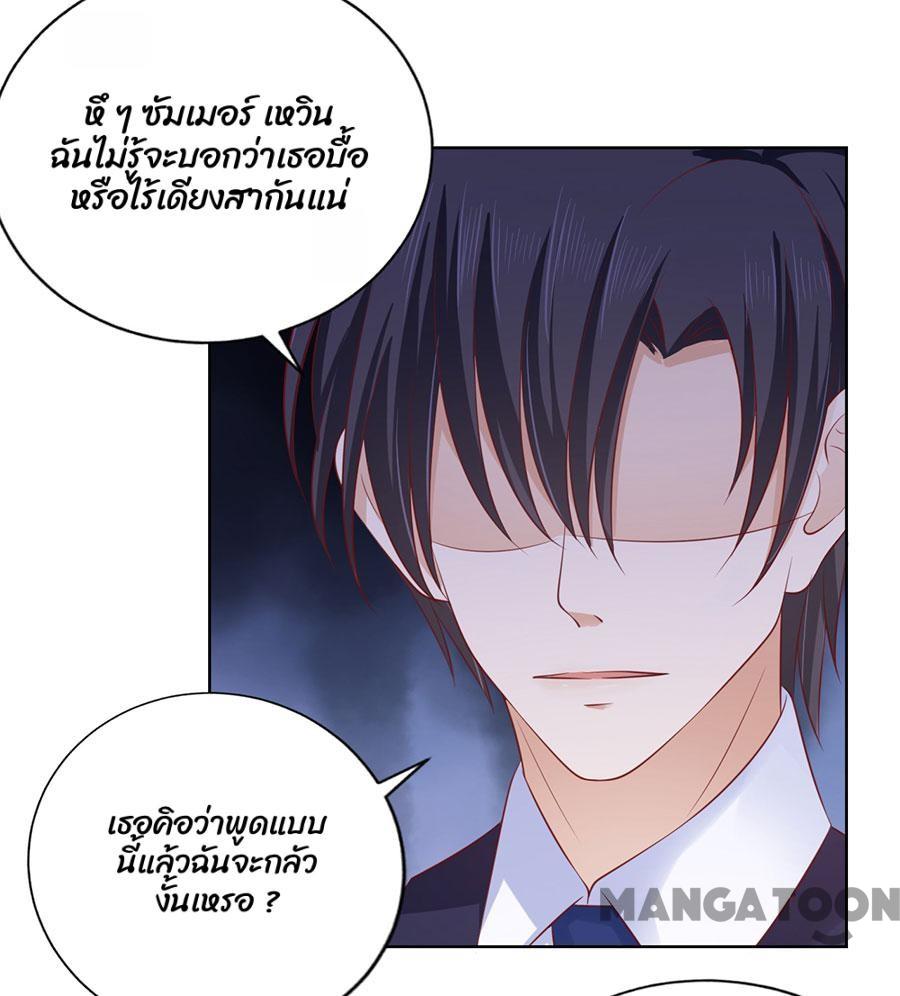 หึ ๆ ซัมเมอร์ เหวิน
ฉันไม่รู้จะบอกว่าเธอบื้อ
หรือไร้เดียงสากันแน่
เธอคิอว่าพูดแบบ
นี้แล้วฉันจะกลัว
งั้นเหรอ ?
MANGATOON